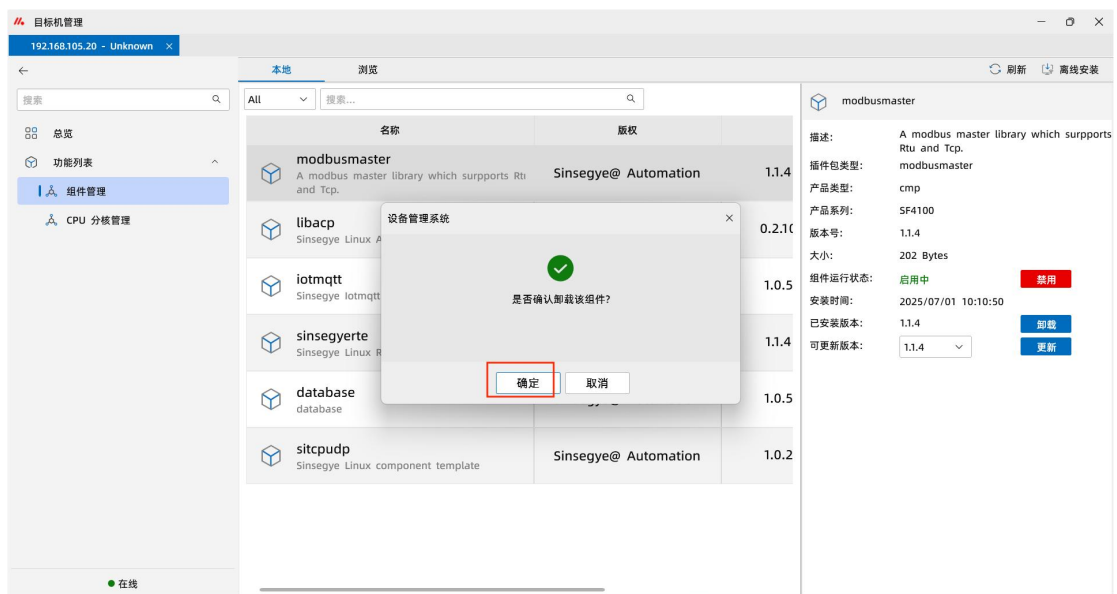 目标机管理
192.168.105.20 - Unknown ×
本地 浏览 刷新 离线安装
搜索
All 搜索...
总览
功能列表
组件管理
CPU 分核管理
在线
名称 版权
modbusmaster
A modbus master library which surpports Rtu
and Tcp.
Sinsegye@ Automation 1.1.4
libacp
Sinsegye Linux A
0.2.10
iotmqtt
Sinsegye Iotmqtt
1.0.5
sinsegyerte
Sinsegye Linux R
1.1.4
database
database
1.0.5
sitcpudp
Sinsegye Linux component template
Sinsegye@ Automation 1.0.2
设备管理系统
是否确认卸载该组件?
确定 取消
modbusmaster
描述: A modbus master library which surpports
Rtu and Tcp.
插件包类型: modbusmaster
产品类型: cmp
产品系列: SF4100
版本号: 1.1.4
大小: 202 Bytes
组件运行状态: 启用中 禁用
安装时间: 2025/07/01 10:10:50
已安装版本: 1.1.4 卸载
可更新版本: 1.1.4 更新